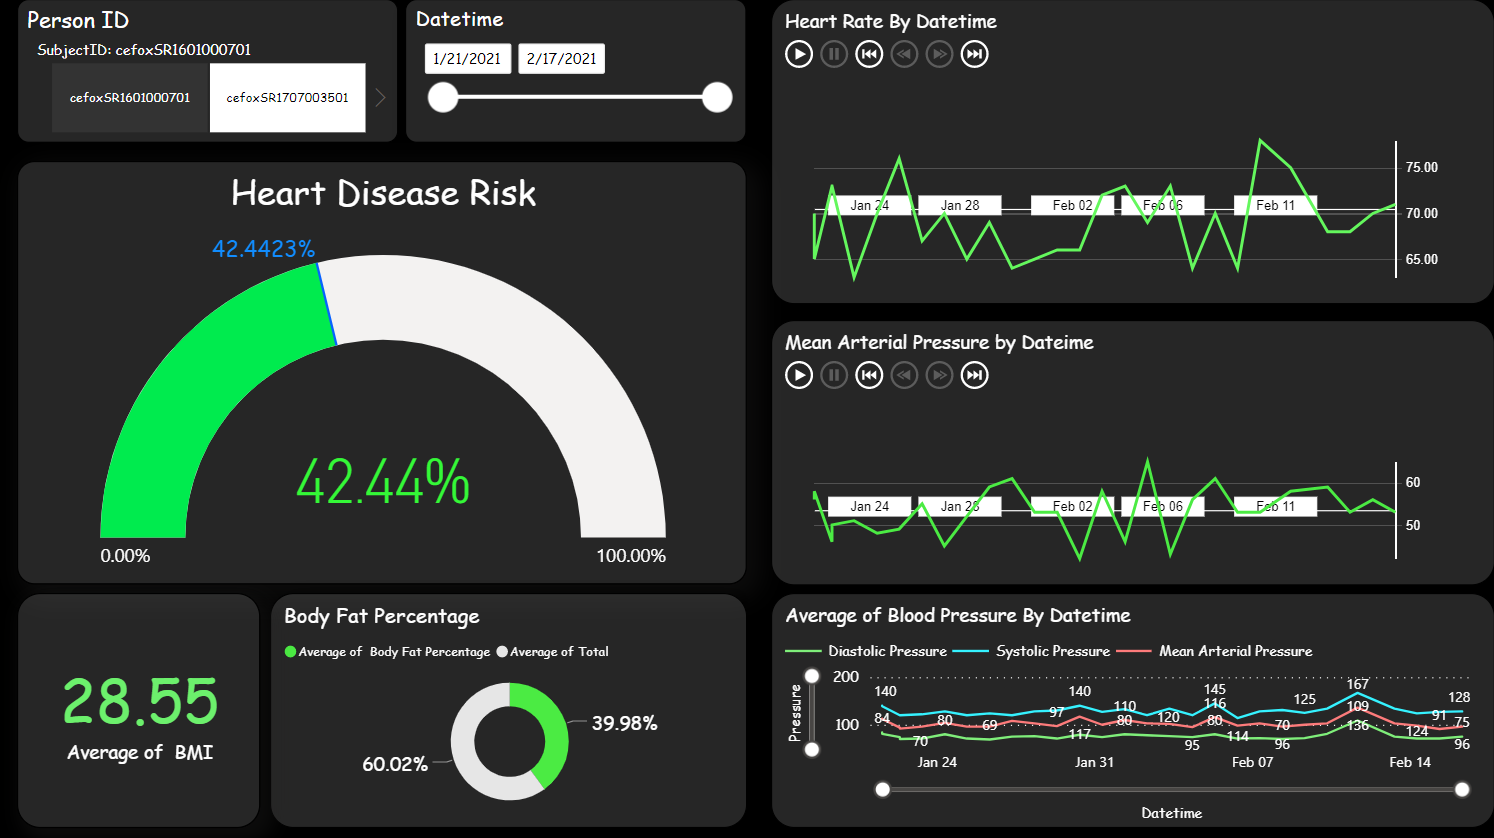 Person ID
SubjectID: cefoxSR1601000701
cefoxSR1601000701
cefoxSR1707003501
Datetime
1/21/2021
2/17/2021
Heart Disease Risk
42.4423%
42.44%
0.00%
100.00%
28.55
Average of BMI
Body Fat Percentage
Average of Body Fat Percentage
Average of Total
39.98%
60.02%
Heart Rate By Datetime
75.00
Jan 24
Jan 28
Feb 02
Feb 06
Feb 11
70.00
65.00
Mean Arterial Pressure by Dateime
60
Jan 24
Jan 28
Feb 02
Feb 06
Feb 11
50
Average of Blood Pressure By Datetime
Diastolic Pressure
Systolic Pressure
Mean Arterial Pressure
Pressure
200
100
140
84
70
80
69
97
140
117
110
80
120
95
145
116
80
114
70
96
125
167
109
136
124
91
128
75
96
Jan 24
Jan 31
Feb 07
Feb 14
Datetime